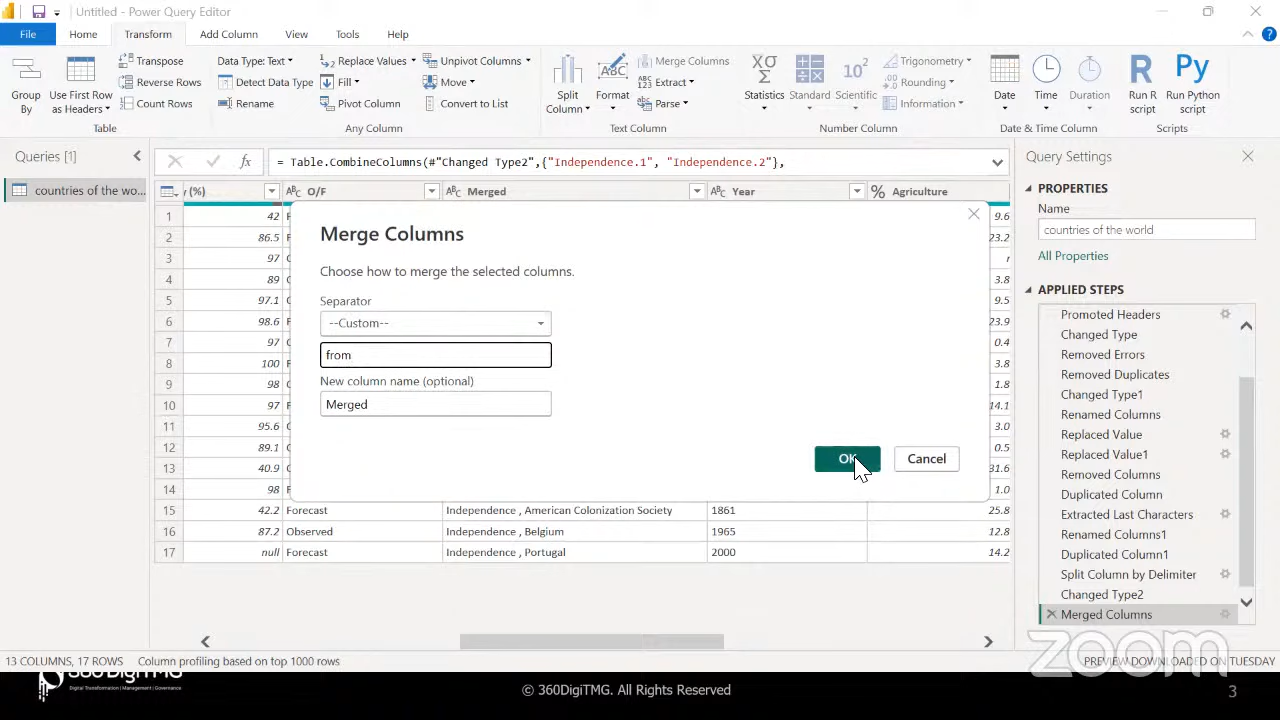 Untitled - Power Query Editor
File Home Transform Add Column View Tools Help
Group By
Use First Row as Headers
Transpose
Reverse Rows
Count Rows
Table
Data Type: Text
Detect Data Type
Rename
Replace Values
Fill
Pivot Column
Unpivot Columns
Move
Convert to List
Any Column
Split Column
Format
ABC
Merge Columns
Extract
Parse
Text Column
Statistics
Standard
Scientific
Trigonometry
Rounding
Information
Number Column
Date
Time
Duration
Date & Time Column
Run R script
Run Python script
Scripts
Queries [1]
countries of the wo...
= Table.CombineColumns(#"Changed Type2",{"Independence.1", "Independence.2"},
y (%) O/F Merged Year Agriculture
1 42 9.6
2 86.5 23.2
3 97
4 89 9.5
5 97.1 9.0
6 98.6 23.9
7 97 0.4
8 100 1.3
9 98 1.8
10 97 14.1
11 95.6 3.0
12 89.1 0.5
13 40.9 31.6
14 98 1.0
15 42.2 Forecast Independence , American Colonization Society 1861 25.8
16 87.2 Observed Independence , Belgium 1965 12.8
17 null Forecast Independence , Portugal 2000 14.2
Merge Columns
Choose how to merge the selected columns.
Separator
--Custom--
from
New column name (optional)
Merged
OK Cancel
Query Settings
PROPERTIES
Name
countries of the world
All Properties
APPLIED STEPS
Promoted Headers
Changed Type
Removed Errors
Removed Duplicates
Changed Type1
Renamed Columns
Replaced Value
Replaced Value1
Removed Columns
Duplicated Column
Extracted Last Characters
Renamed Columns1
Duplicated Column1
Split Column by Delimiter
Changed Type2
Merged Columns
13 COLUMNS, 17 ROWS Column profiling based on top 1000 rows
PREVIEW DOWNLOADED ON TUESDAY
zoom
360DigiTMG
© 360DigiTMG. All Rights Reserved
3